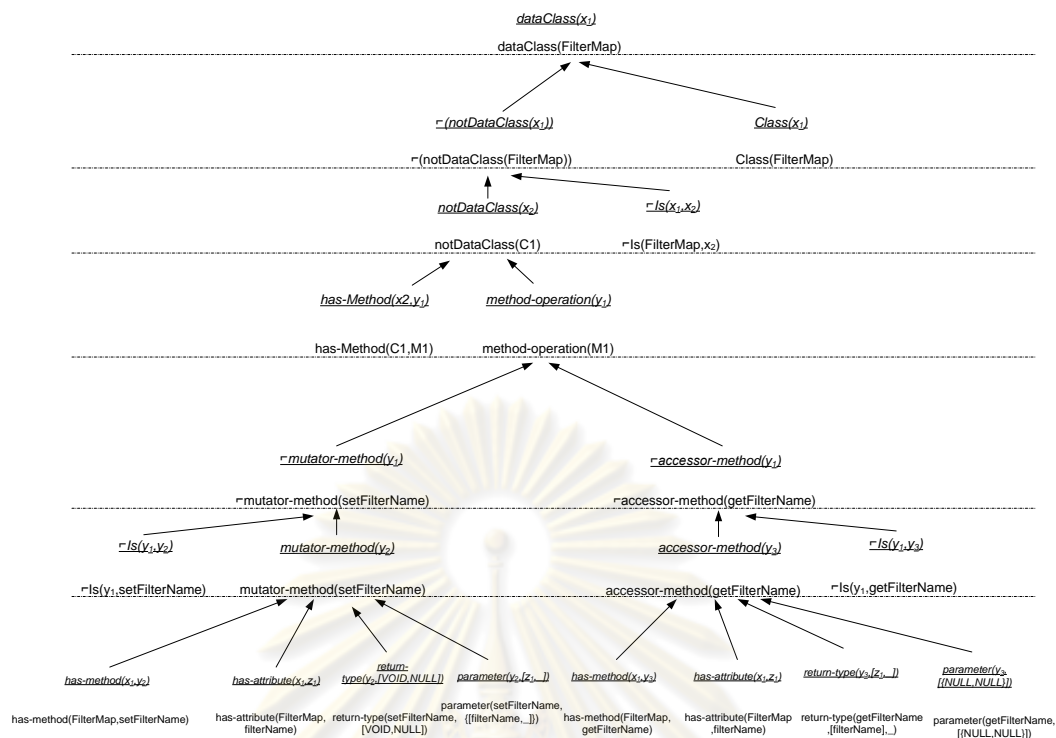 dataClass(x₁)
dataClass(FilterMap)
⌐(notDataClass(x₁)) Class(x₁)
⌐(notDataClass(FilterMap)) Class(FilterMap)
notDataClass(x₂) ⌐Is(x₁,x₂)
notDataClass(C1) ⌐Is(FilterMap,x₂)
has-Method(x2,y₁) method-operation(y₁)
has-Method(C1,M1) method-operation(M1)
⌐mutator-method(y₁) ⌐accessor-method(y₁)
⌐mutator-method(setFilterName) ⌐accessor-method(getFilterName)
⌐Is(y₁,y₂) mutator-method(y₂) accessor-method(y₃) ⌐Is(y₁,y₃)
⌐Is(y₁,setFilterName) mutator-method(setFilterName) accessor-method(getFilterName) ⌐Is(y₁,getFilterName)
has-method(x₁,y₂)
has-attribute(x₁,z₁)
return-
type(y₂,[VOID,NULL])
parameter(y₂,[z₁,_])
has-method(x₁,y₃)
has-attribute(x₁,z₁)
return-type(y₃,[z₁,_])
parameter(y₃,
[{NULL,NULL}])
has-method(FilterMap,setFilterName)
has-attribute(FilterMap,
filterName)
return-type(setFilterName,
[VOID,NULL])
parameter(setFilterName,
{[filterName,_]})
has-method(FilterMap,
getFilterName)
has-attribute(FilterMap
,filterName)
return-type(getFilterName
,[filterName],_)
parameter(getFilterName,
[{NULL,NULL}])